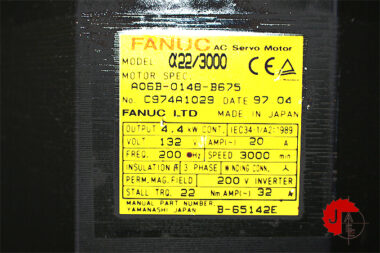 FANUC AC Servo Motor
MODEL α22/3000
MOTOR SPEC.
A06B-0148-B675
No. C974A1029 DATE 97.04
FANUC LTD MADE IN JAPAN
OUTPUT 4.4 kW CONT. IEC34-1/A2:1989
VOLT 132 V AMP(~) 20 A
FREQ. 200 Hz SPEED 3000 min
INSULATION F 3 PHASE WINDING CONN.
PERM. MAG. FIELD 200 V INVERTER
STALL TRQ. 22 Nm AMP(~) 32 A
MANUAL PART NUMBER
YAMANASHI JAPAN B-65142E